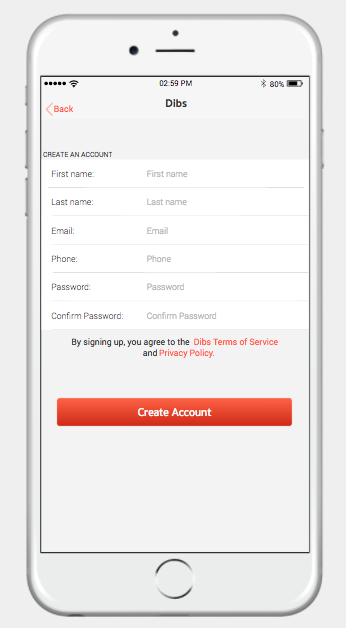 02:59 PM 80%
Back Dibs
CREATE AN ACCOUNT
First name: First name
Last name: Last name
Email: Email
Phone: Phone
Password: Password
Confirm Password: Confirm Password
By signing up, you agree to the Dibs Terms of Service
and Privacy Policy.
Create Account